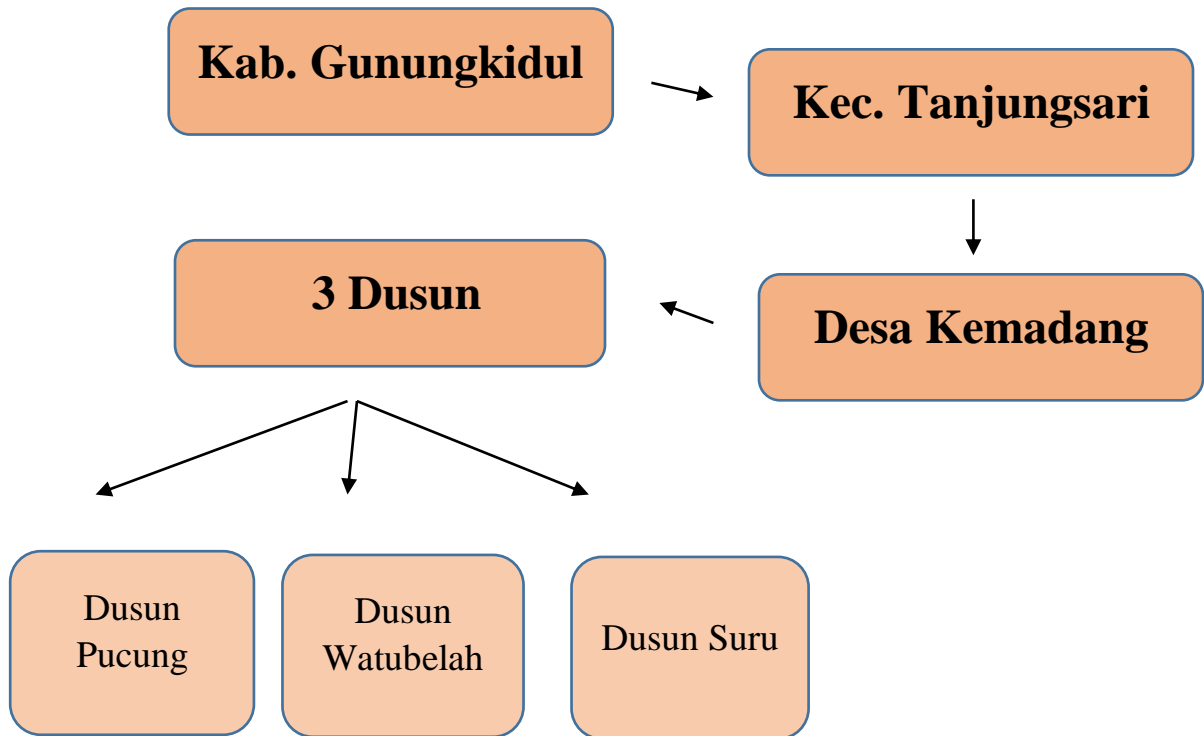 Kab. Gunungkidul
Kec. Tanjungsari
3 Dusun
Desa Kemadang
Dusun
Pucung
Dusun
Watubelah
Dusun Suru